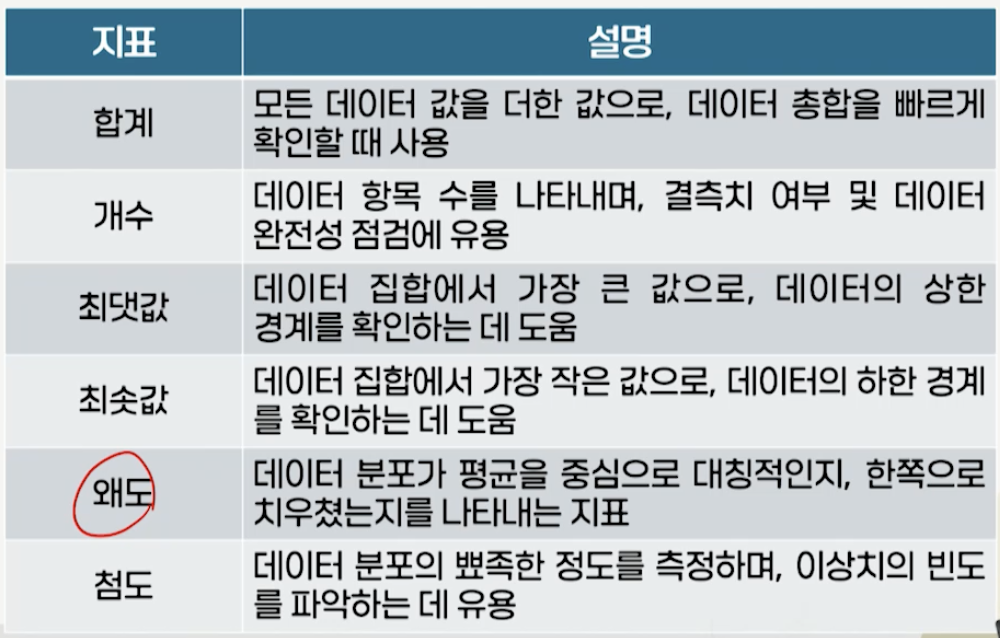 지표
설명
합계
모든 데이터 값을 더한 값으로, 데이터 총합을 빠르게
확인할 때 사용
개수
데이터 항목 수를 나타내며, 결측치 여부 및 데이터
완전성 점검에 유용
최댓값
데이터 집합에서 가장 큰 값으로, 데이터의 상한
경계를 확인하는 데 도움
최솟값
데이터 집합에서 가장 작은 값으로, 데이터의 하한 경계
를 확인하는 데 도움
왜도
데이터 분포가 평균을 중심으로 대칭적인지, 한쪽으로
치우쳤는지를 나타내는 지표
첨도
데이터 분포의 뾰족한 정도를 측정하며, 이상치의 빈도
를 파악하는 데 유용